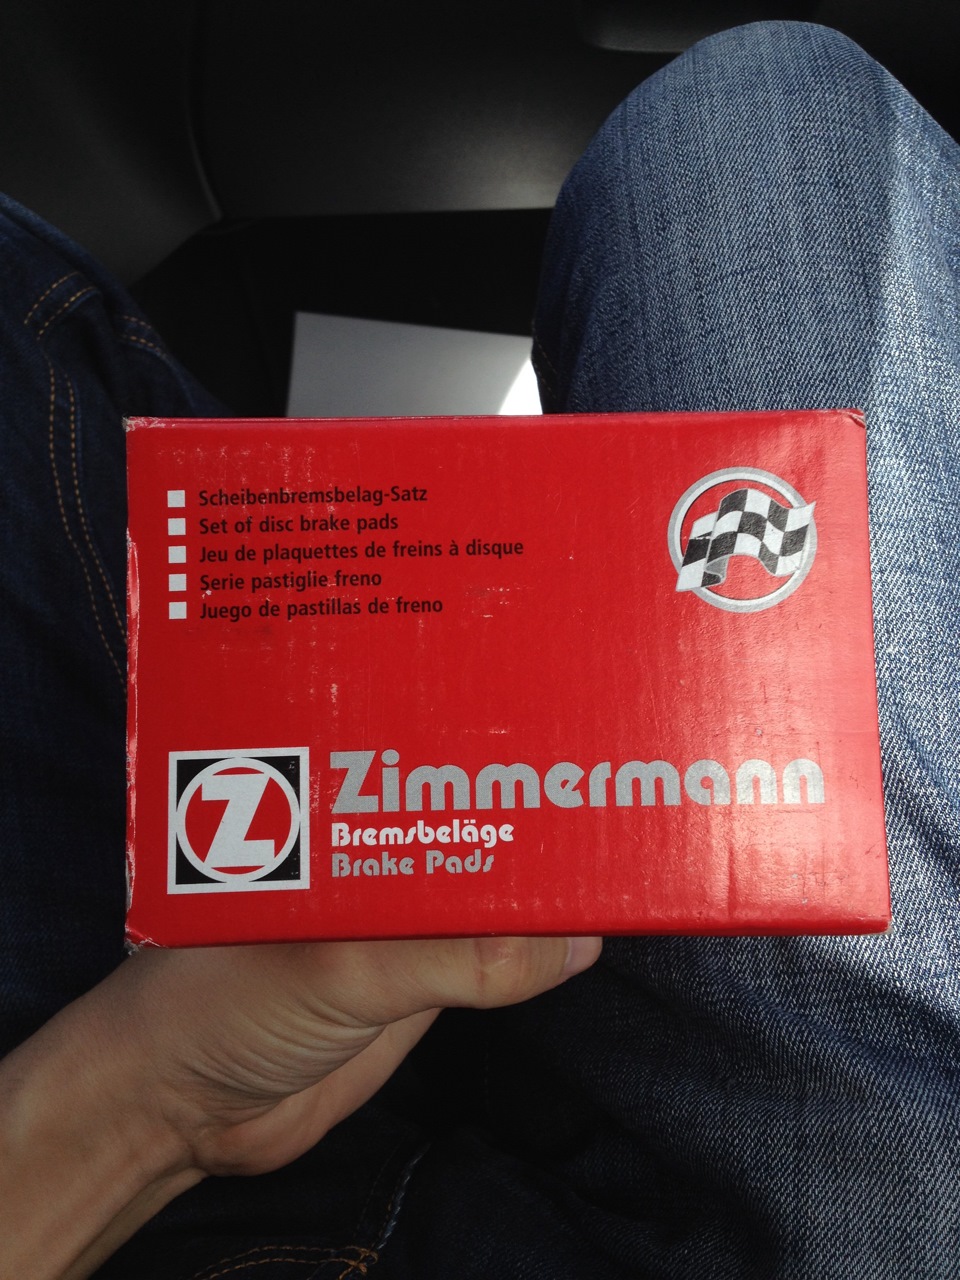 Scheibenbremsbelag-Satz
Set of disc brake pads
Jeu de plaquettes de freins à disque
Serie pastiglie freno
Juego de pastillas de freno
Z
Zimmermann
Bremsbeläge
Brake Pads